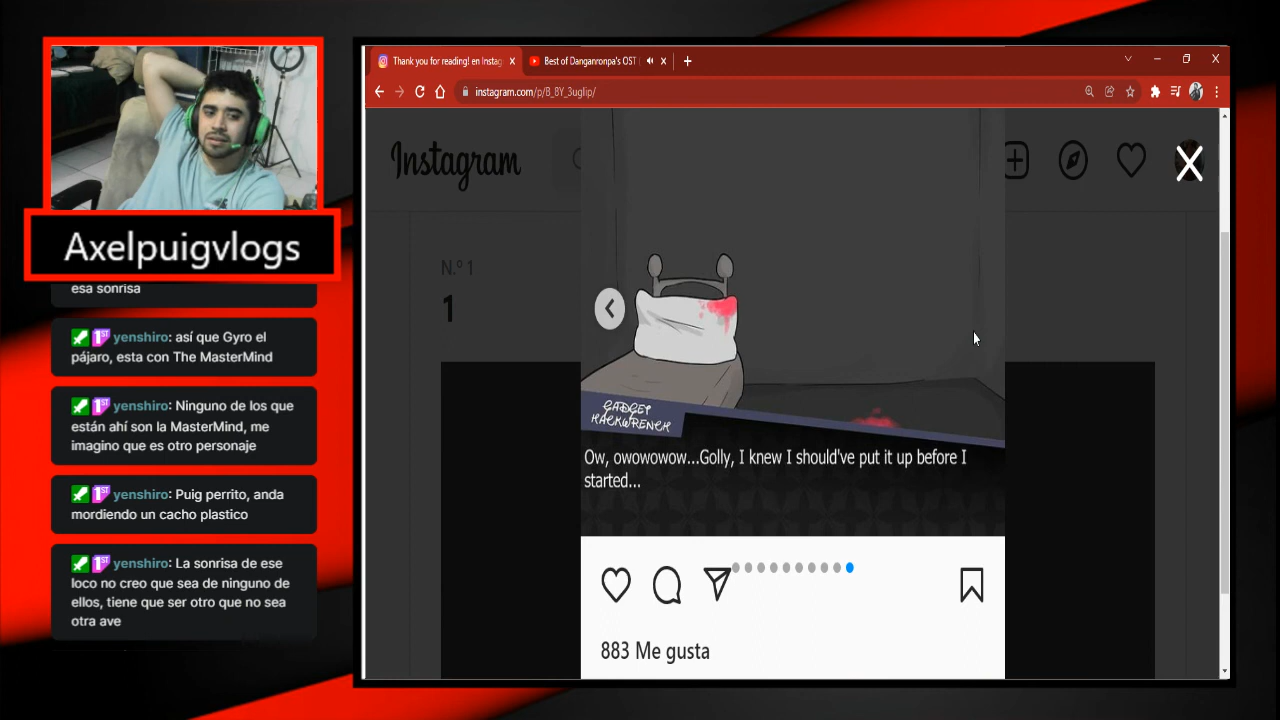 Axelpuigvlogs
esa sonrisa
yenshiro: así que Gyro el
pájaro, esta con The MasterMind
yenshiro: Ninguno de los que
están ahí son la MasterMind, me
imagino que es otro personaje
yenshiro: Puig perrito, anda
mordiendo un cacho plastico
yenshiro: La sonrisa de ese
loco no creo que sea de ninguno de
ellos, tiene que ser otro que no sea
otra ave
Thank you for reading! en Instag
Best of Danganronpa's OST
instagram.com/p/B_8Y_3uglip/
Instagram
N.º 1
1
GADGET
HACKWRENCH
Ow, owowowow...Golly, I knew I should've put it up before I
started...
883 Me gusta